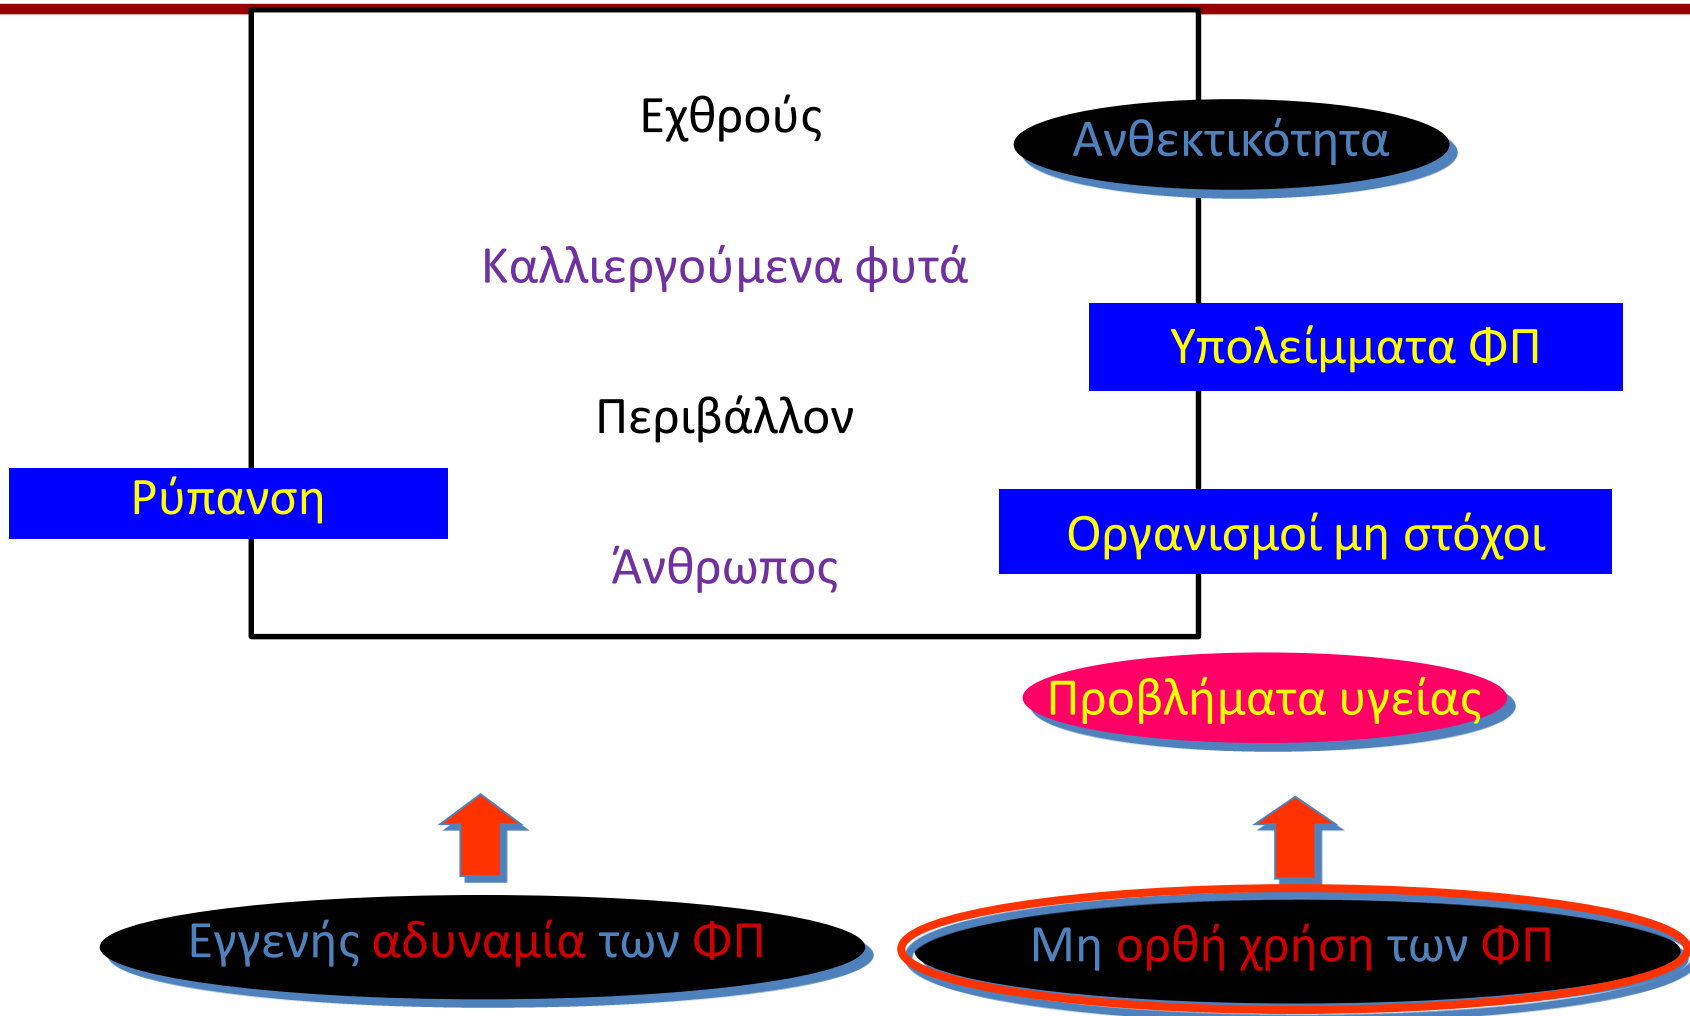 Εχθρούς
Ανθεκτικότητα
Καλλιεργούμενα φυτά
Υπολείμματα ΦΠ
Περιβάλλον
Ρύπανση
Οργανισμοί μη στόχοι
Άνθρωπος
Προβλήματα υγείας
Εγγενής αδυναμία των ΦΠ
Μη ορθή χρήση των ΦΠ